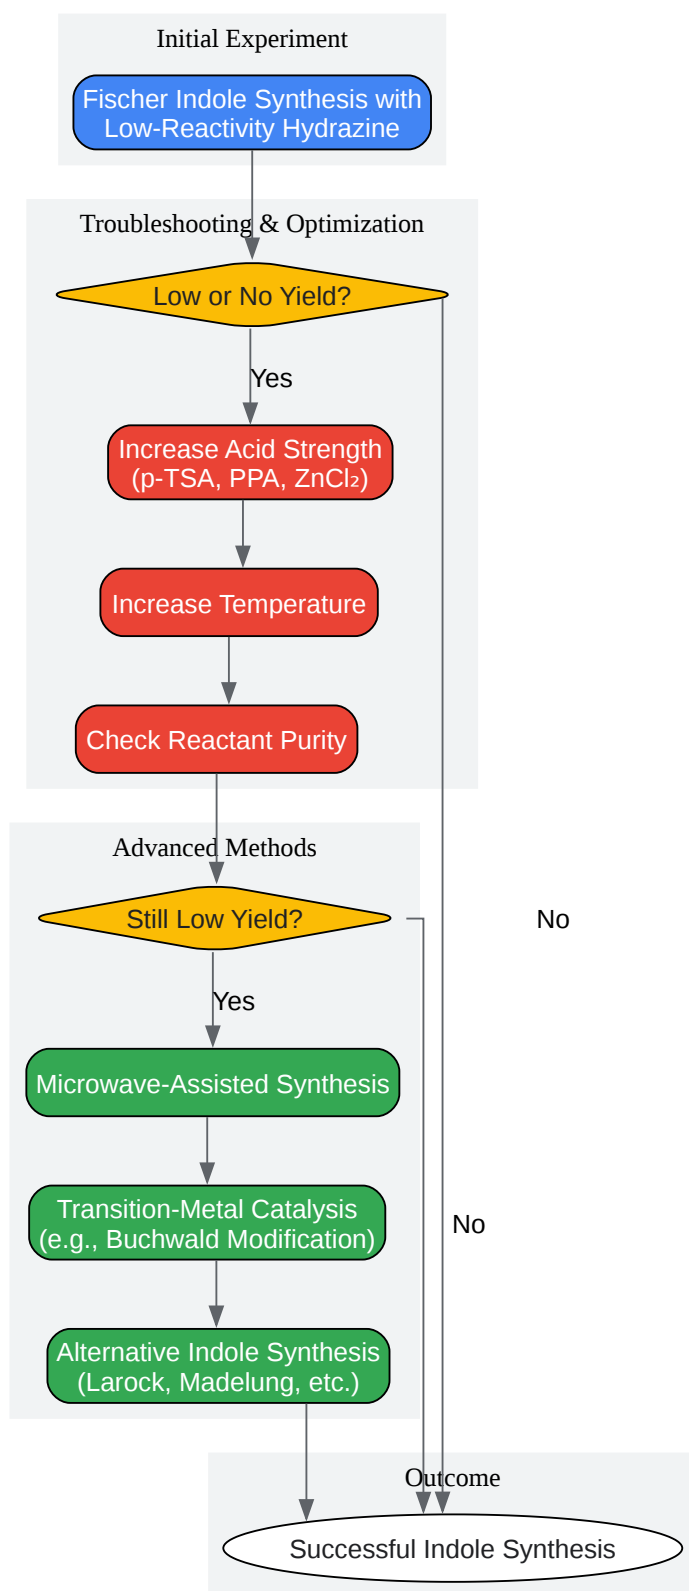 Initial Experiment
Fischer Indole Synthesis with
Low-Reactivity Hydrazine
Troubleshooting & Optimization
Low or No Yield?
Yes
Increase Acid Strength
(p-TSA, PPA, ZnCl₂)
Increase Temperature
Check Reactant Purity
Advanced Methods
Still Low Yield?
No
Yes
Microwave-Assisted Synthesis
Transition-Metal Catalysis
(e.g., Buchwald Modification)
No
Alternative Indole Synthesis
(Larock, Madelung, etc.)
Outcome
Successful Indole Synthesis